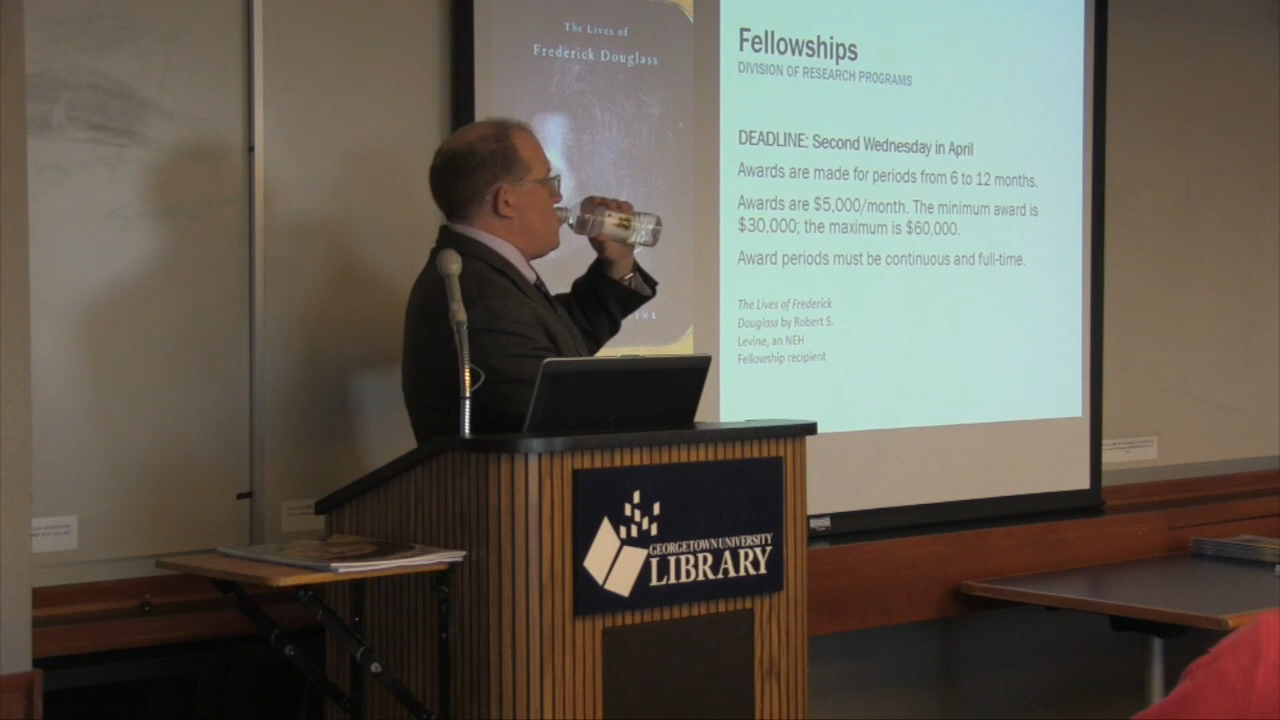 The Lives of
Frederick Douglass
Fellowships
DIVISION OF RESEARCH PROGRAMS
DEADLINE: Second Wednesday in April
Awards are made for periods from 6 to 12 months.
Awards are $5,000/month. The minimum award is
$30,000; the maximum is $60,000.
Award periods must be continuous and full-time.
The Lives of Frederick
Douglass by Robert S.
Levine, an NEH
Fellowship recipient
GEORGETOWN UNIVERSITY
LIBRARY